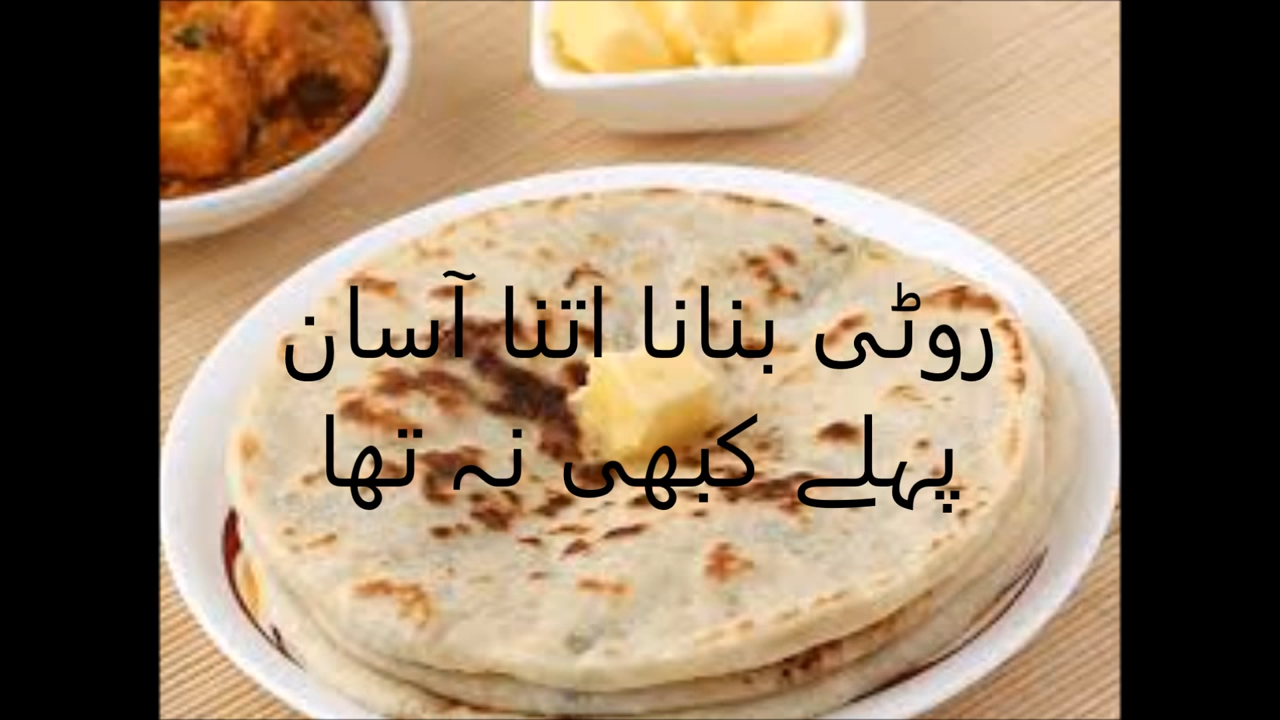 روٹی بنانا اتنا آسان
پہلے کبھی نہ تھا